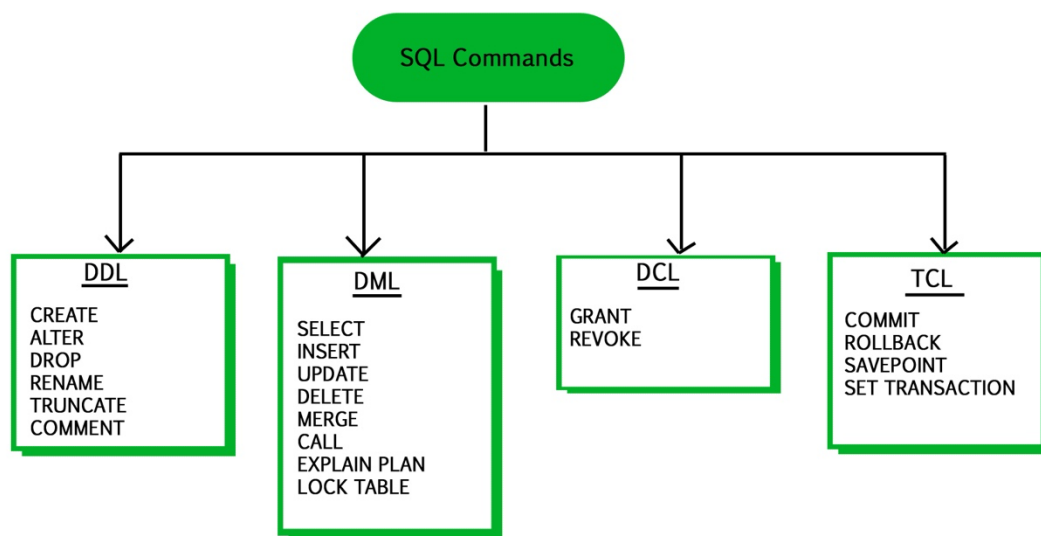 SQL Commands
DDL
CREATE
ALTER
DROP
RENAME
TRUNCATE
COMMENT
DML
SELECT
INSERT
UPDATE
DELETE
MERGE
CALL
EXPLAIN PLAN
LOCK TABLE
DCL
GRANT
REVOKE
TCL
COMMIT
ROLLBACK
SAVEPOINT
SET TRANSACTION